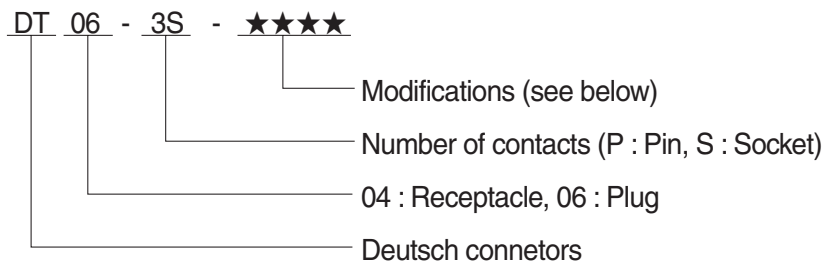 DT 06 - 3S - ★★★★
Modifications (see below)
Number of contacts (P : Pin, S : Socket)
04 : Receptacle, 06 : Plug
Deutsch connetors